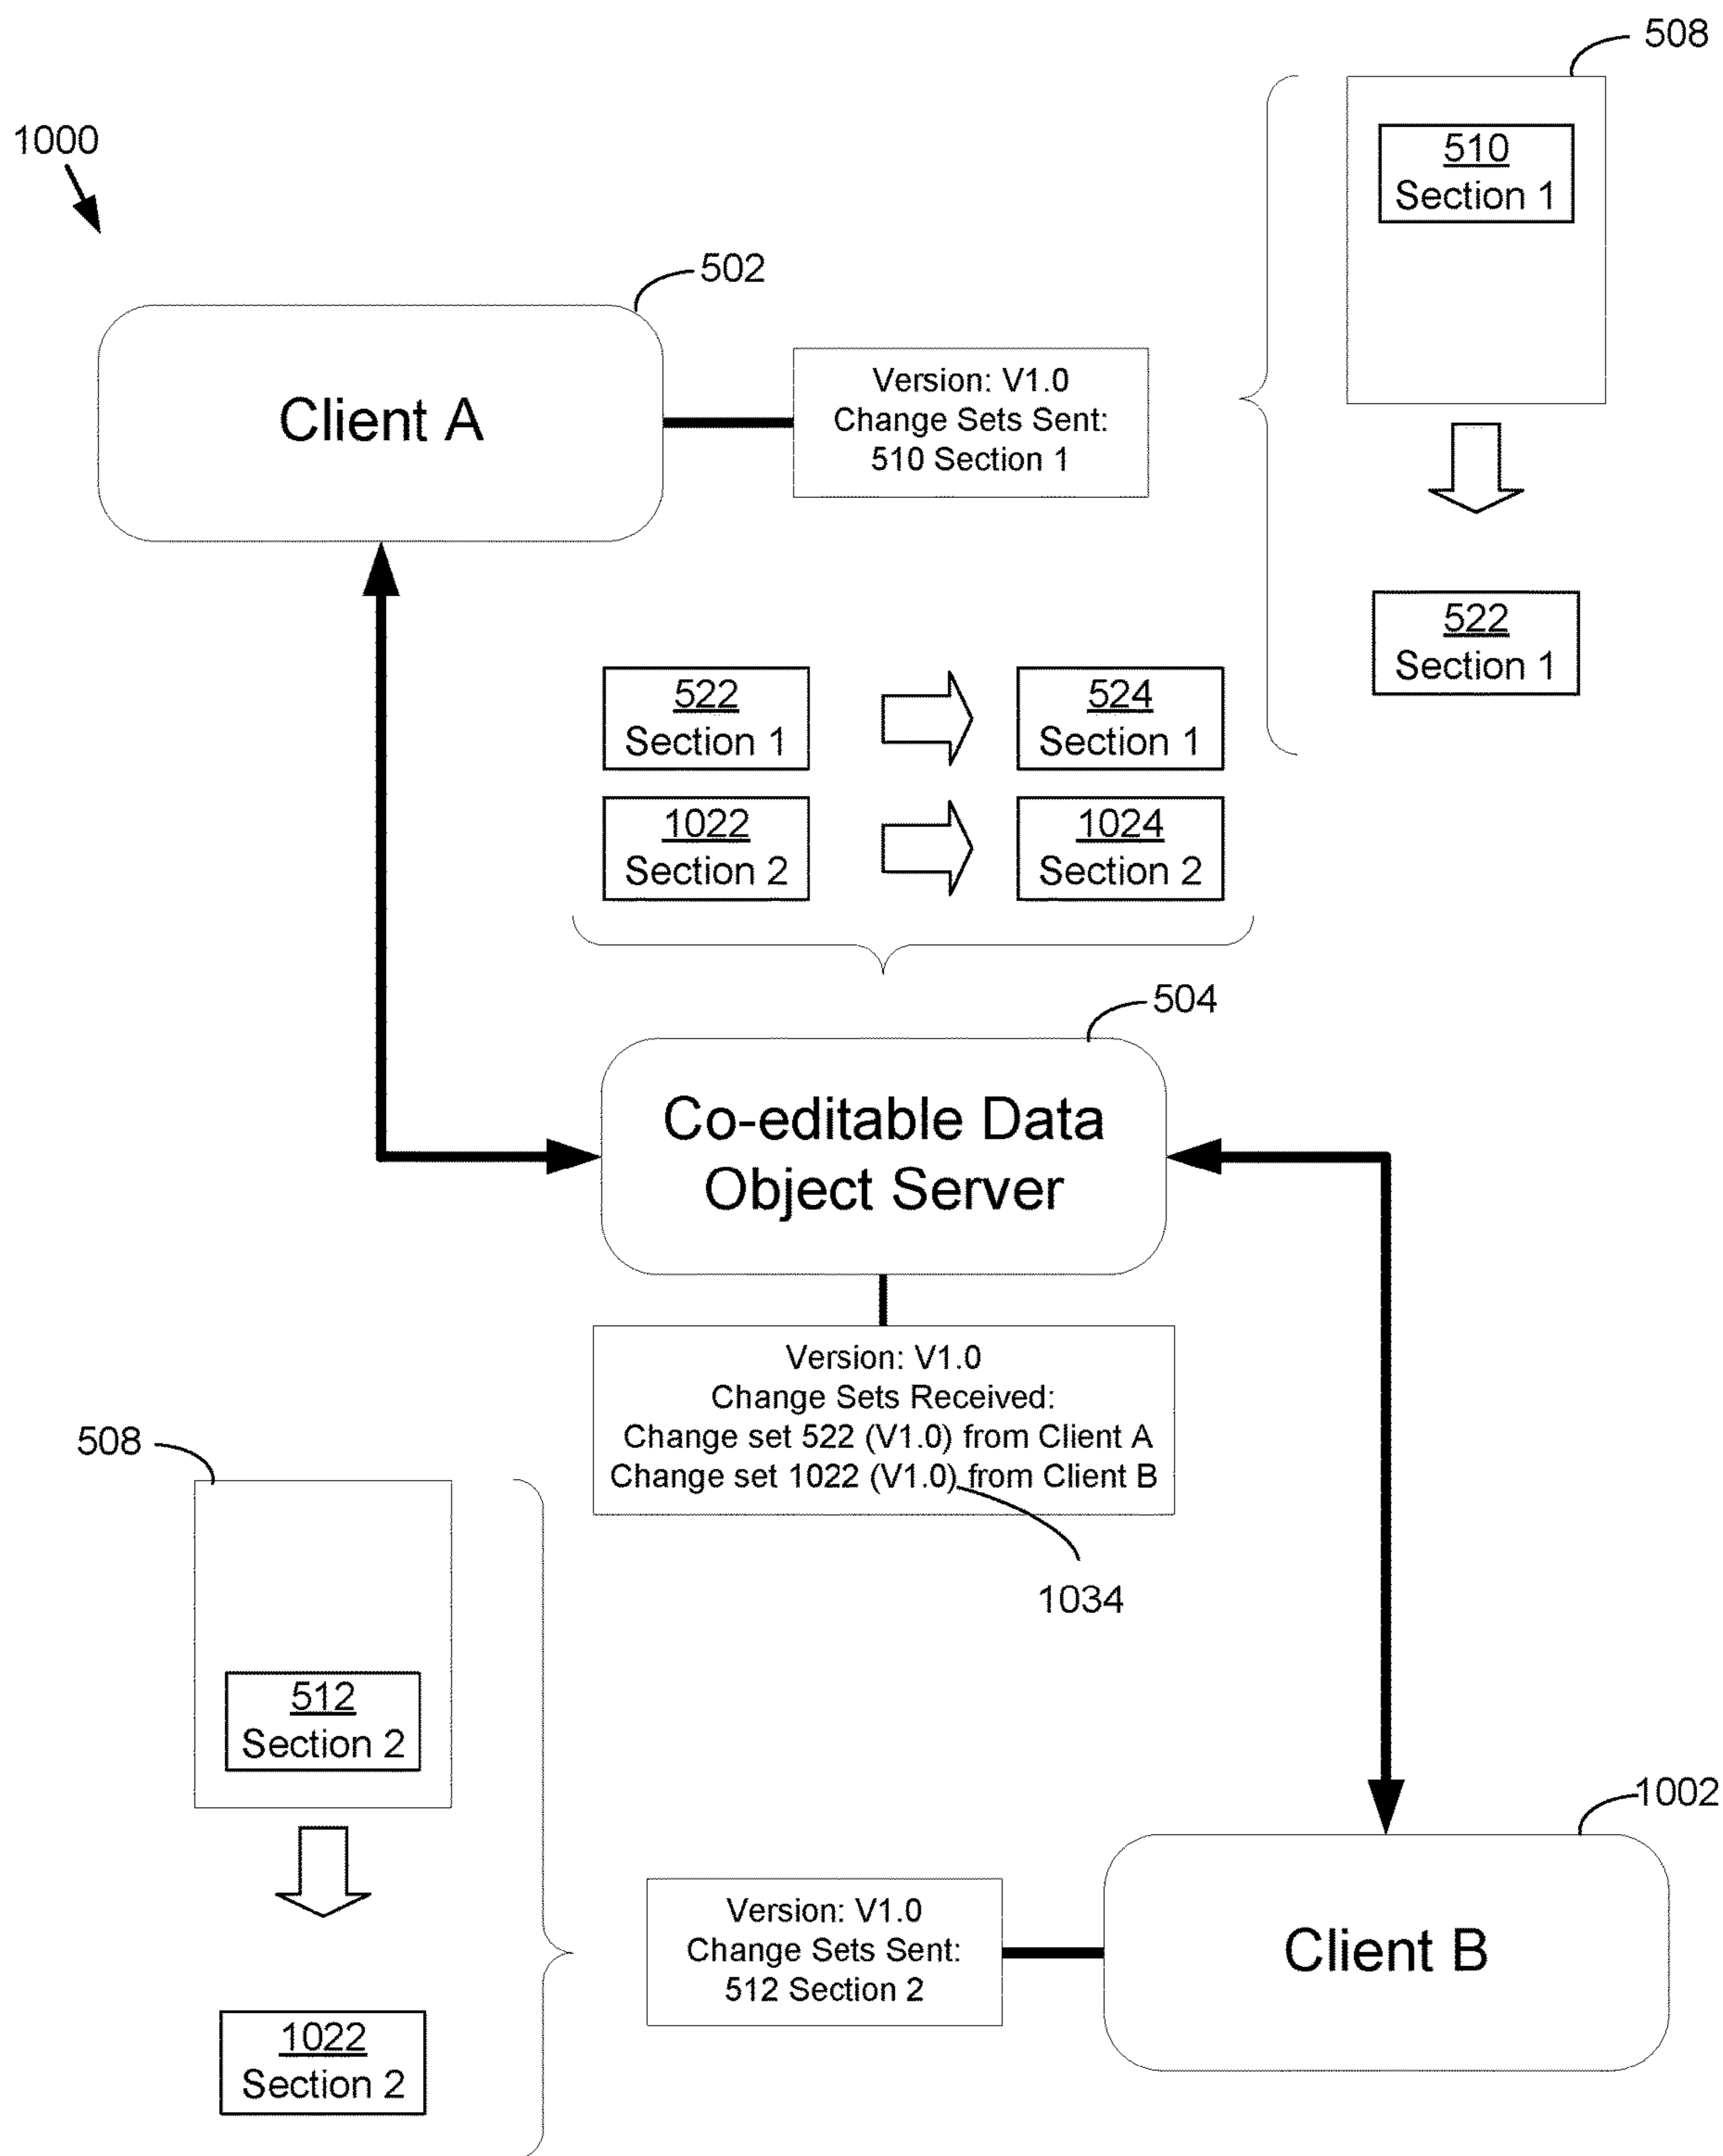 508
1000
510
Section 1
502
Client A
Version: V1.0
Change Sets Sent:
510 Section 1
522
Section 1
522
Section 1
524
Section 1
1022
Section 2
1024
Section 2
504
Co-editable Data
Object Server
Version: V1.0
Change Sets Received:
Change set 522 (V1.0) from Client A
Change set 1022 (V1.0) from Client B
1034
508
512
Section 2
1022
Section 2
Version: V1.0
Change Sets Sent:
512 Section 2
1002
Client B